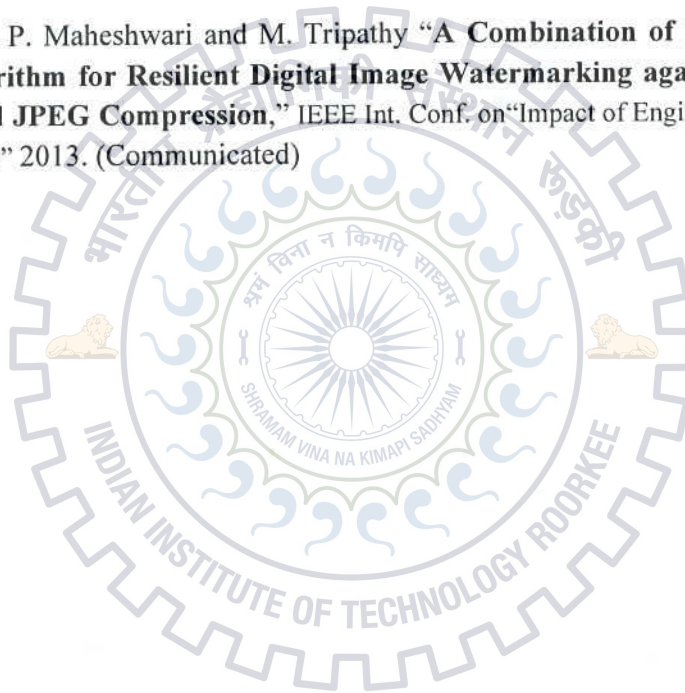 P. Maheshwari and M. Tripathy “A Combination of
rithm for Resilient Digital Image Watermarking aga
l JPEG Compression,” IEEE Int. Conf. on“Impact of Engi
” 2013. (Communicated)
भारतीय प्रौद्योगिकी संस्थान रुड़की
श्रमं विना न किमपि साध्यम्
SHRAMAM VINA NA KIMAPI SADHYAM
INDIAN INSTITUTE OF TECHNOLOGY ROORKEE